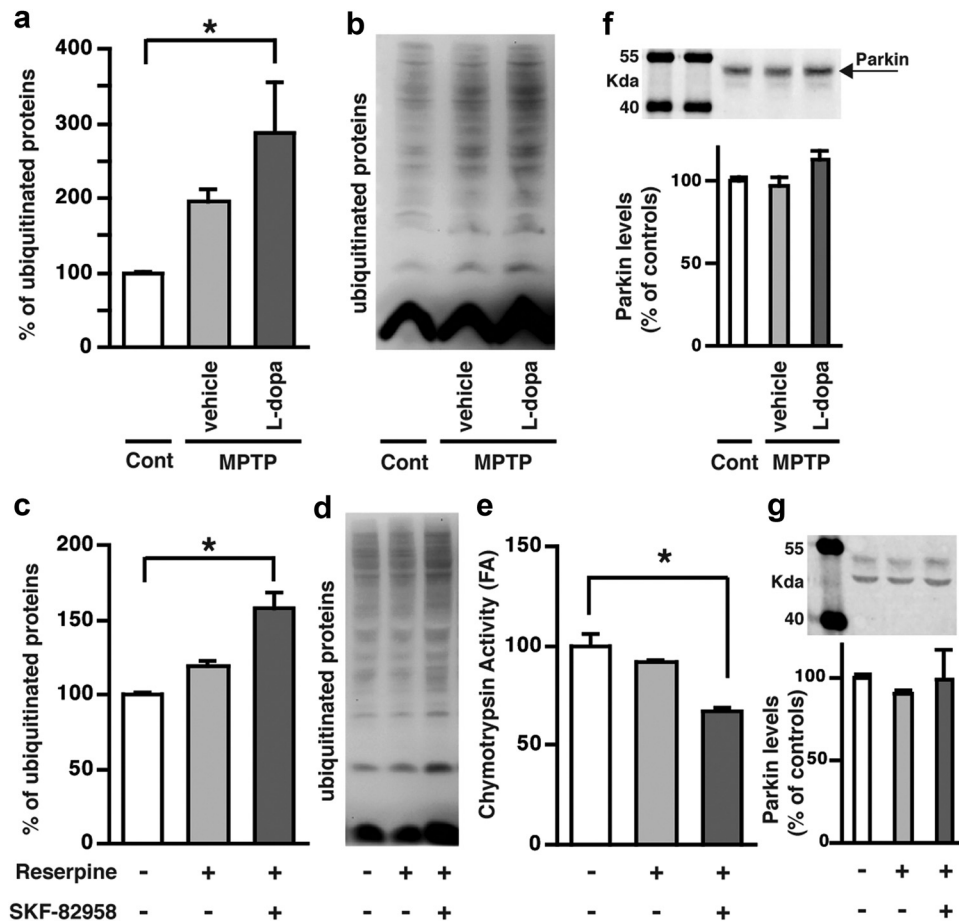 a
% of ubiquitinated proteins
400
300
200
100
0
*
vehicle
L-dopa
Cont
MPTP
b
ubiquitinated proteins
vehicle
L-dopa
Cont
MPTP
f
55
Kda
40
Parkin
Parkin levels
(% of controls)
100
50
0
vehicle
L-dopa
Cont
MPTP
c
% of ubiquitinated proteins
200
150
100
50
0
*
Reserpine - + +
SKF-82958 - - +
d
ubiquitinated proteins
- + +
- - +
e
Chymotrypsin Activity (FA)
150
100
50
0
*
- + +
- - +
g
55
Kda
40
Parkin levels
(% of controls)
100
50
0
- + +
- - +